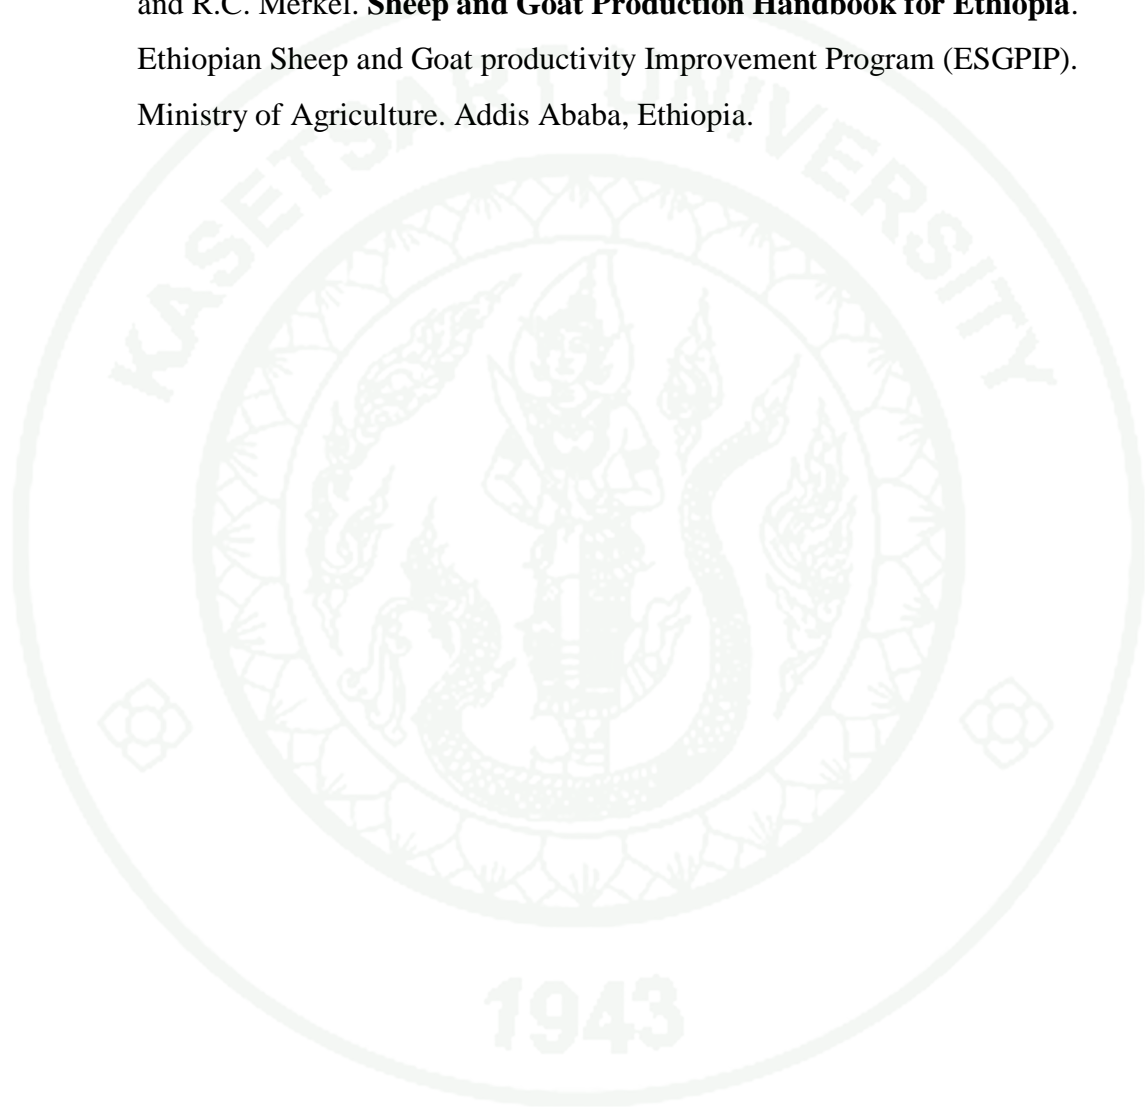 and R.C. Merkel. Sheep and Goat Production Handbook for Ethiopia.
Ethiopian Sheep and Goat productivity Improvement Program (ESGPIP).
Ministry of Agriculture. Addis Ababa, Ethiopia.
KASETSART UNIVERSITY
1943